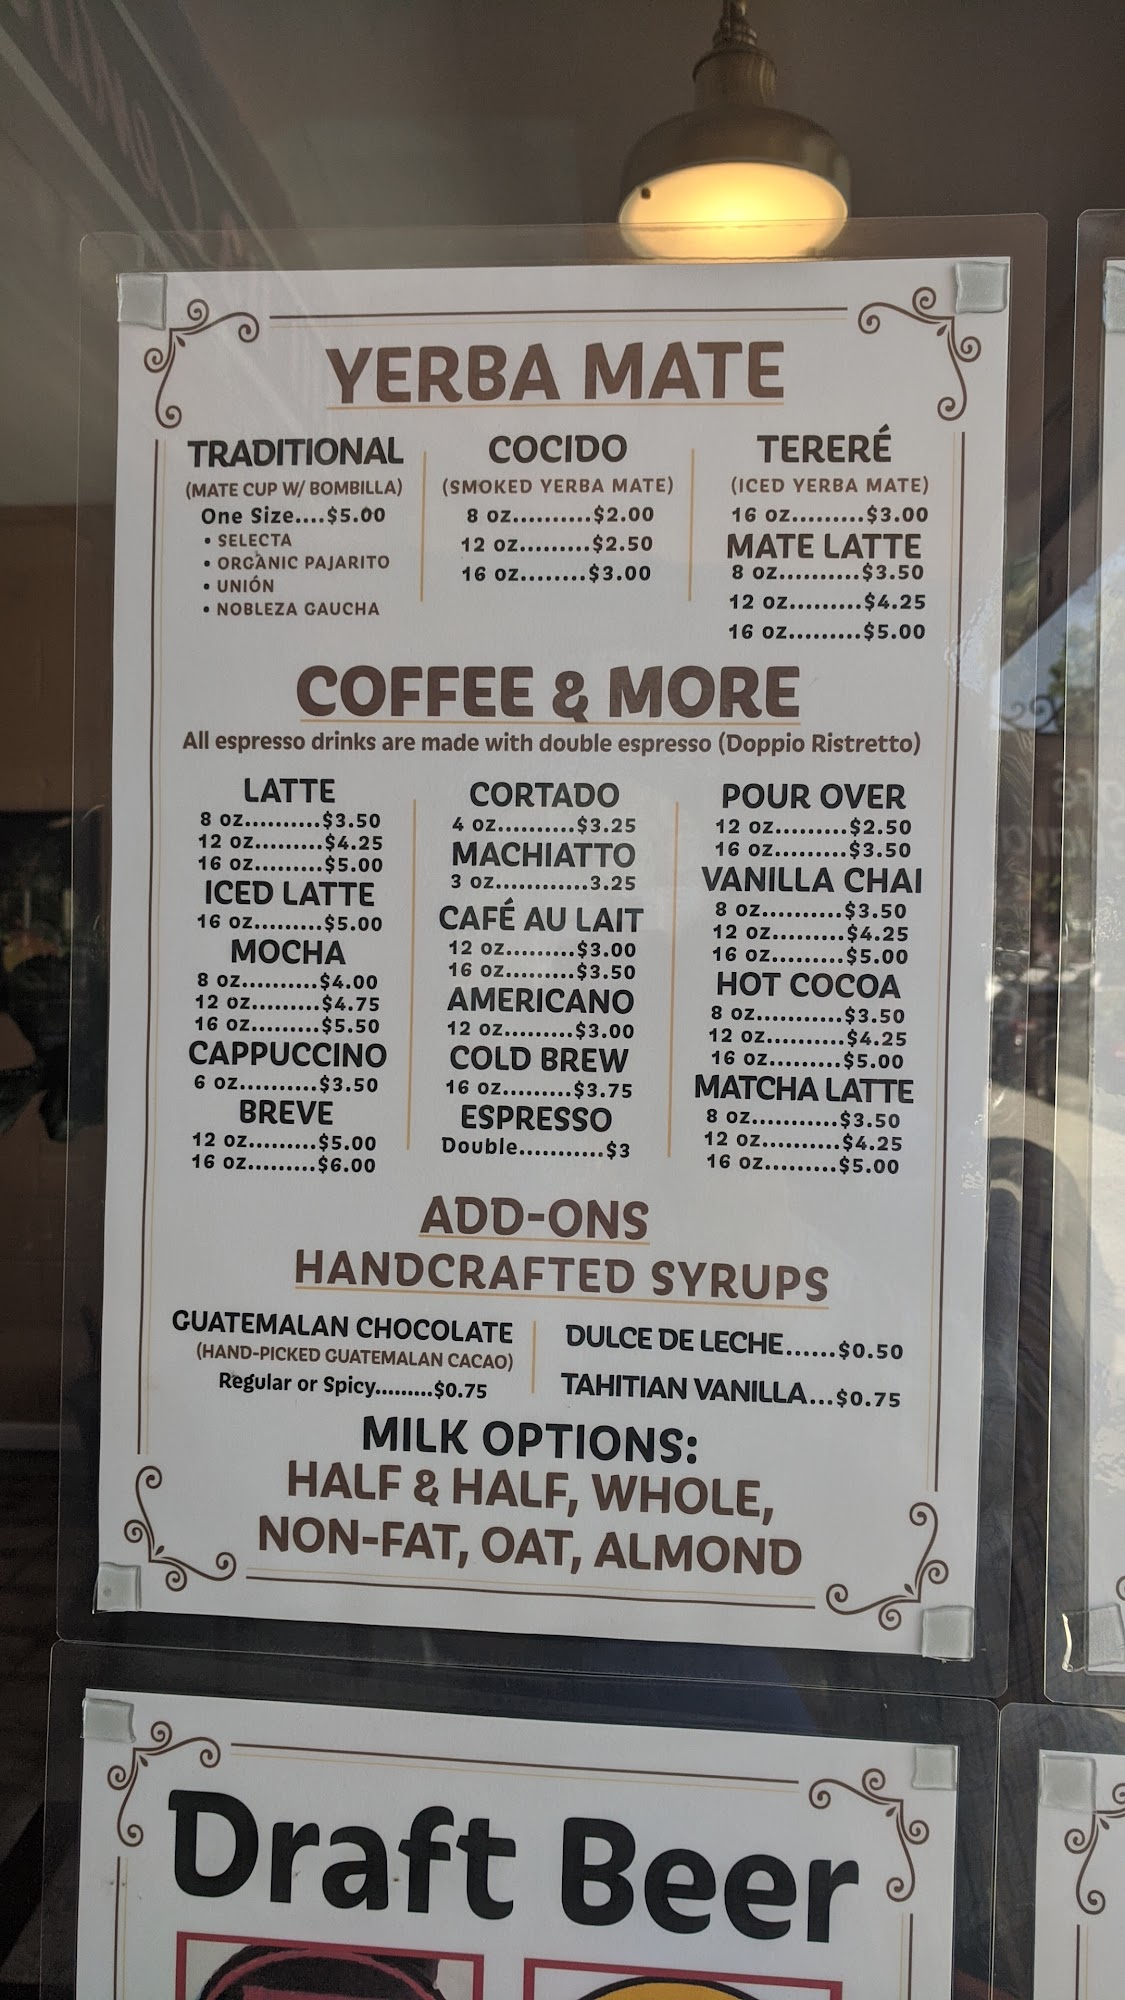 YERBA MATE
TRADITIONAL
(MATE CUP W/ BOMBILLA)
One Size....$5.00
• SELECTA
• ORGANIC PAJARITO
• UNIÓN
• NOBLEZA GAUCHA
COCIDO
(SMOKED YERBA MATE)
8 oz..........$2.00
12 oz.........$2.50
16 oz........$3.00
TERERÉ
(ICED YERBA MATE)
16 oz.........$3.00
MATE LATTE
8 oz..........$3.50
12 oz.........$4.25
16 oz.........$5.00
COFFEE & MORE
All espresso drinks are made with double espresso (Doppio Ristretto)
LATTE
8 oz..........$3.50
12 oz.........$4.25
16 oz.........$5.00
ICED LATTE
16 oz.........$5.00
MOCHA
8 oz..........$4.00
12 oz.........$4.75
16 oz.........$5.50
CAPPUCCINO
6 oz..........$3.50
BREVE
12 oz.........$5.00
16 oz.........$6.00
CORTADO
4 oz..........$3.25
MACHIATTO
3 oz............3.25
CAFÉ AU LAIT
12 oz.........$3.00
16 oz.........$3.50
AMERICANO
12 oz.........$3.00
COLD BREW
16 oz.........$3.75
ESPRESSO
Double...........$3
POUR OVER
12 oz.........$2.50
16 oz.........$3.50
VANILLA CHAI
8 oz..........$3.50
12 oz.........$4.25
16 oz.........$5.00
HOT COCOA
8 oz...........$3.50
12 oz..........$4.25
16 oz.........$5.00
MATCHA LATTE
8 oz...........$3.50
12 oz..........$4.25
16 oz.........$5.00
ADD-ONS
HANDCRAFTED SYRUPS
GUATEMALAN CHOCOLATE
(HAND-PICKED GUATEMALAN CACAO)
Regular or Spicy.........$0.75
DULCE DE LECHE......$0.50
TAHITIAN VANILLA...$0.75
MILK OPTIONS:
HALF & HALF, WHOLE,
NON-FAT, OAT, ALMOND
Draft Beer